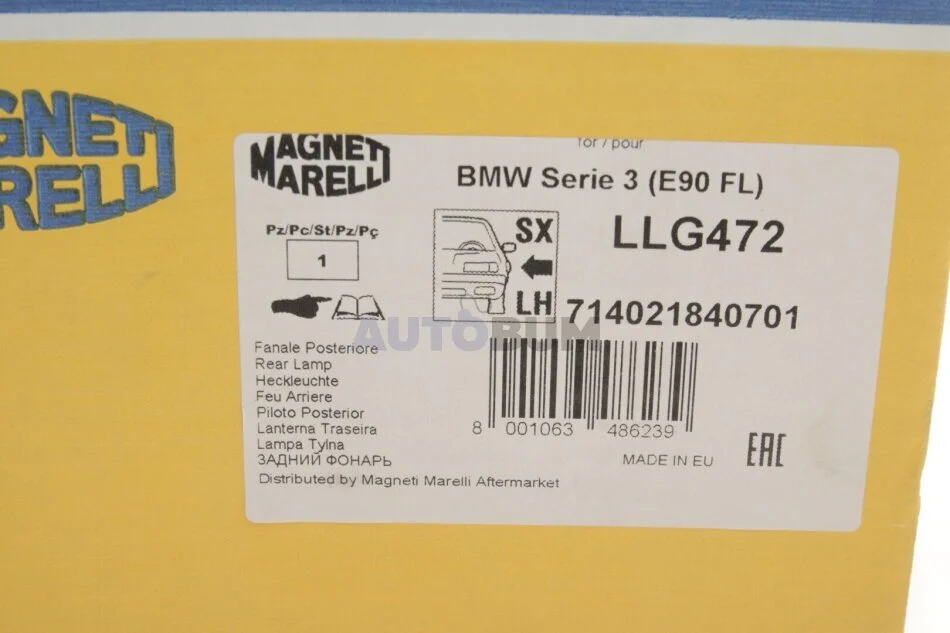 MAGNETI
MARELLI
MAGNETI
MARELLI
for / pour
BMW Serie 3 (E90 FL)
Pz/Pc/St/Pz/Pç
1
SX
LH
LLG472
714021840701
AUTOBUM
Fanale Posteriore
Rear Lamp
Heckleuchte
Feu Arriere
Piloto Posterior
Lanterna Traseira
Lampa Tylna
ЗАДНИЙ ФОНАРЬ
8 001063 486239
MADE IN EU
EAC
Distributed by Magneti Marelli Aftermarket